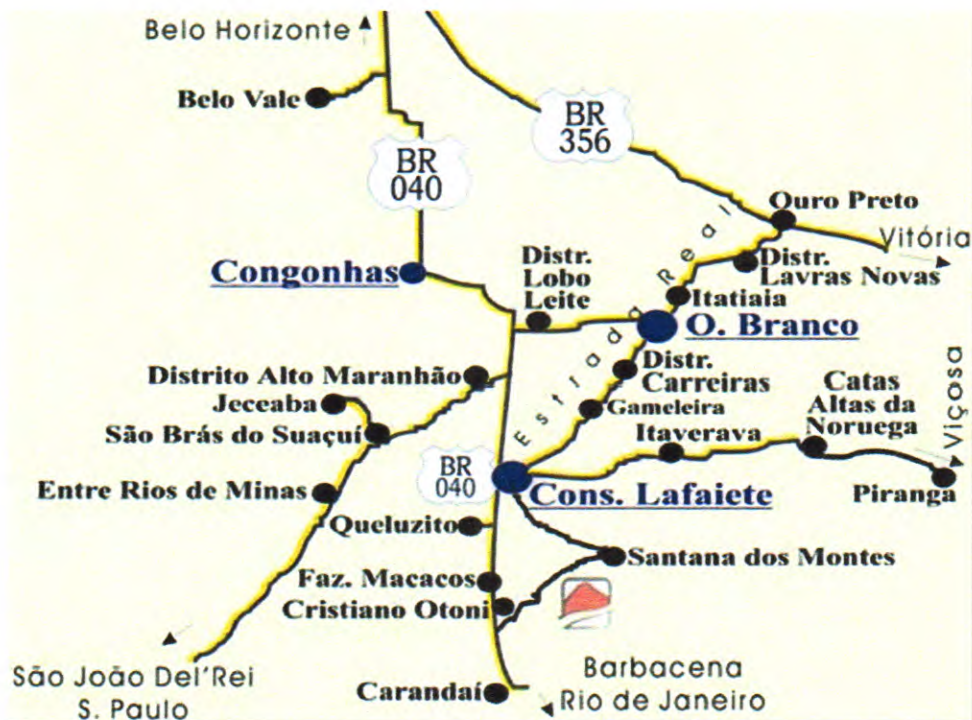 Belo Horizonte
Belo Vale
BR
356
BR
040
Ouro Preto
Vitória
Distr.
Lavras Novas
Congonhas
Distr.
Lobo
Leite
Estrada Real
Itatiaia
O. Branco
Distrito Alto Maranhão
Distr.
Carreiras
Jeceaba
Gameleira
Catas
Altas da
Noruega
São Brás do Suaçuí
Itaverava
Viçosa
BR
040
Entre Rios de Minas
Cons. Lafaiete
Piranga
Queluzito
Santana dos Montes
Faz. Macacos
Cristiano Otoni
São João Del'Rei
S. Paulo
Carandaí
Barbacena
Rio de Janeiro